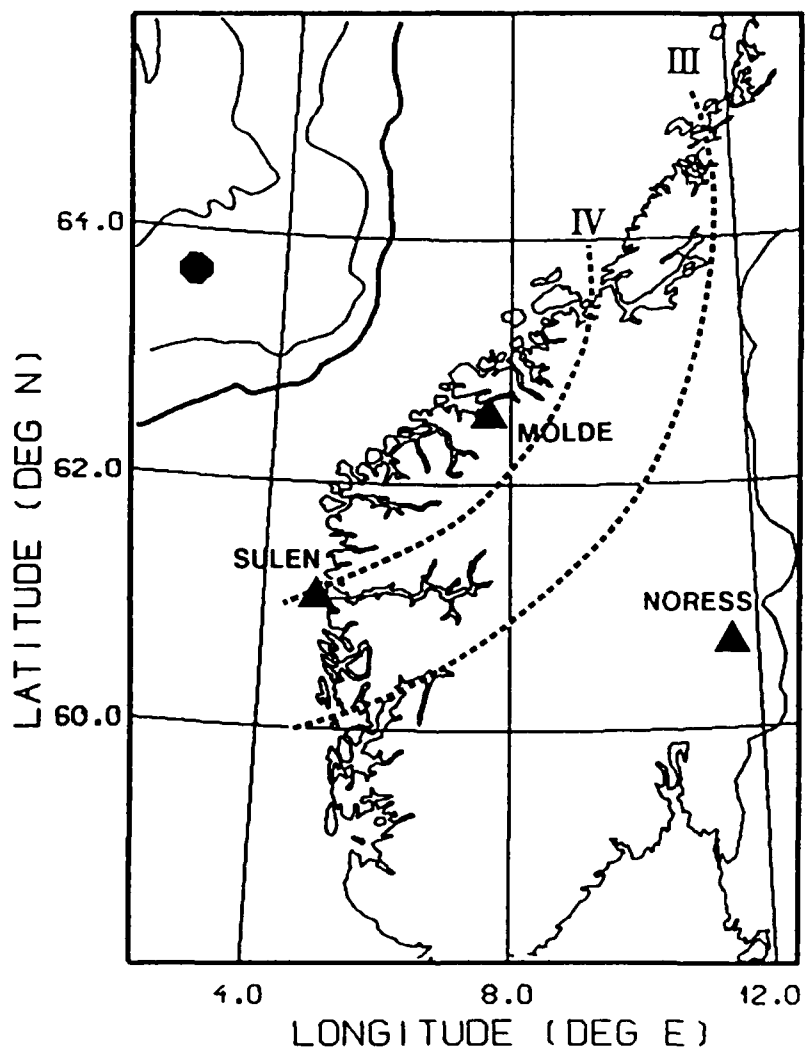 III
64.0
IV
MOLDE
62.0
SULEN
NORESS
60.0
LATITUDE (DEG N)
4.0 8.0 12.0
LONGITUDE (DEG E)